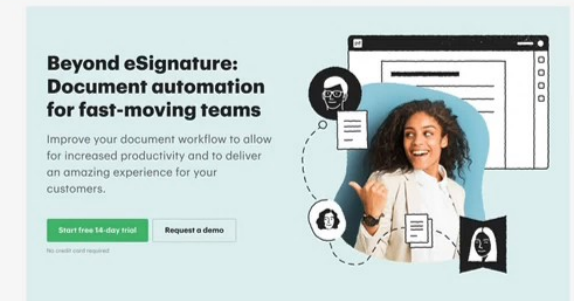 Beyond eSignature:
Document automation
for fast-moving teams
Improve your document workflow to allow
for increased productivity and to deliver
an amazing experience for your
customers.
Start free 14-day trial
Request a demo
No credit card required
pd